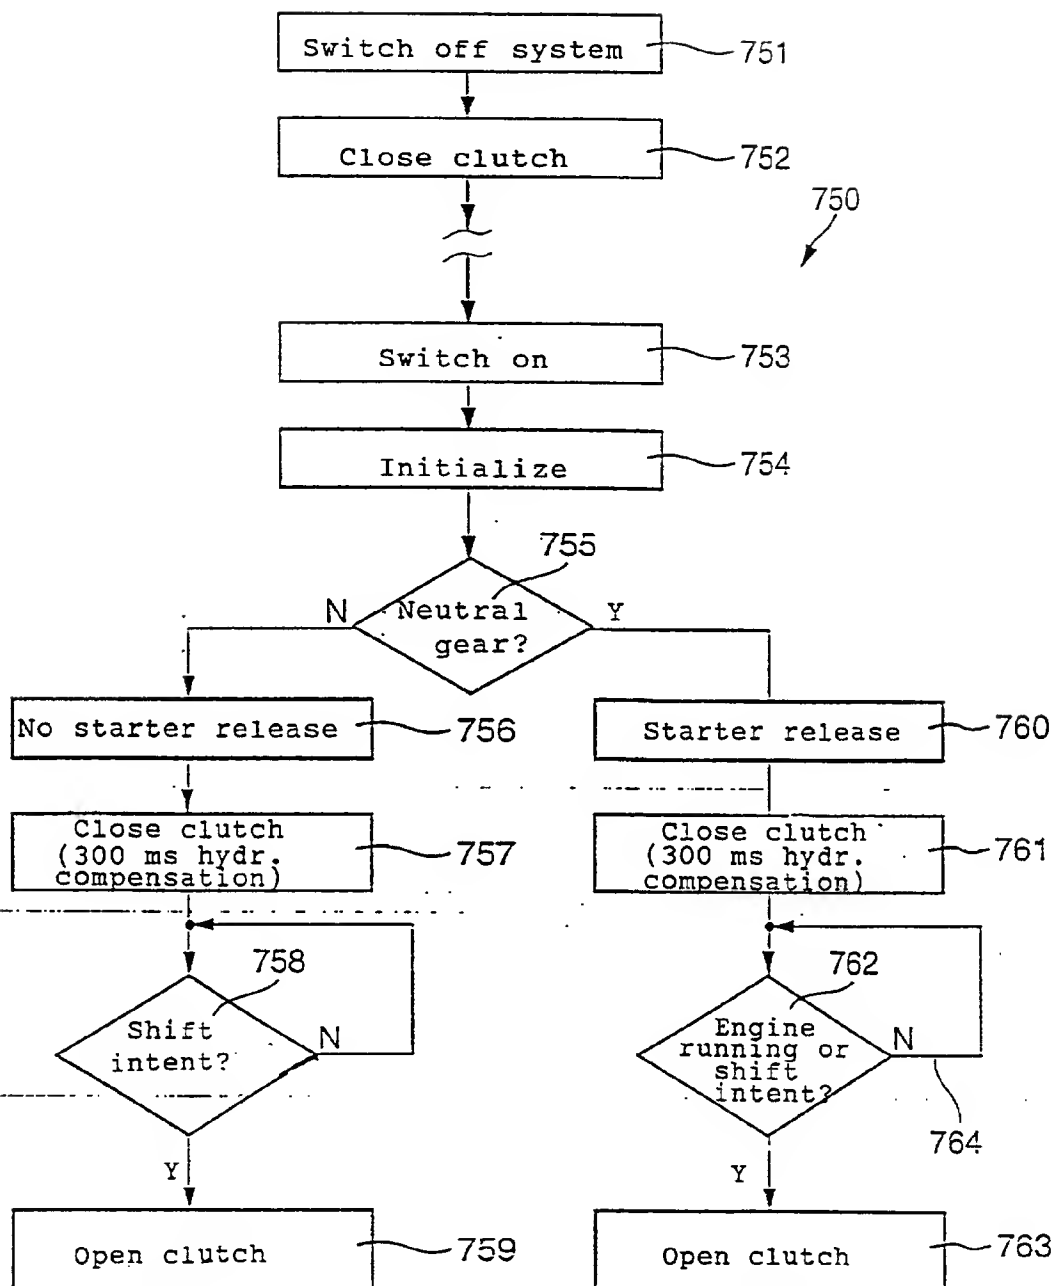 Switch off system
751
Close clutch
752
750
Switch on
753
Initialize
754
755
N
Neutral
gear?
Y
No starter release
756
Starter release
760
Close clutch
(300 ms hydr.
compensation)
757
Close clutch
(300 ms hydr.
compensation)
761
758
Shift
intent?
N
762
Engine
running or
shift
intent?
N
764
Y
Y
Open clutch
759
Open clutch
763